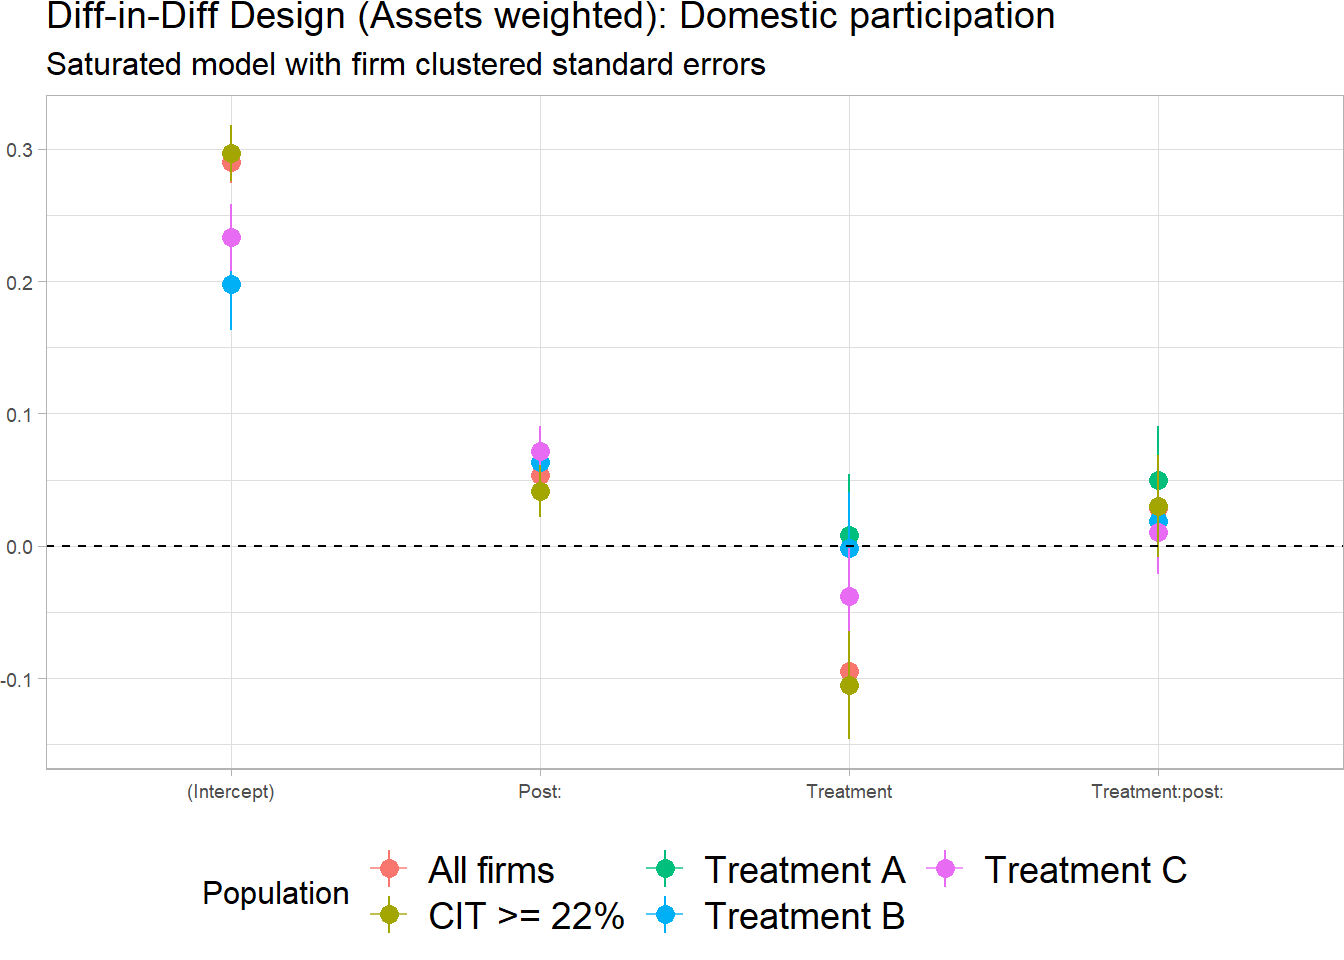 Diff-in-Diff Design (Assets weighted): Domestic participation
Saturated model with firm clustered standard errors
0.3
0.2
0.1
0.0
-0.1
(Intercept) Post: Treatment Treatment:post:
Population
All firms Treatment A Treatment C
CIT >= 22% Treatment B